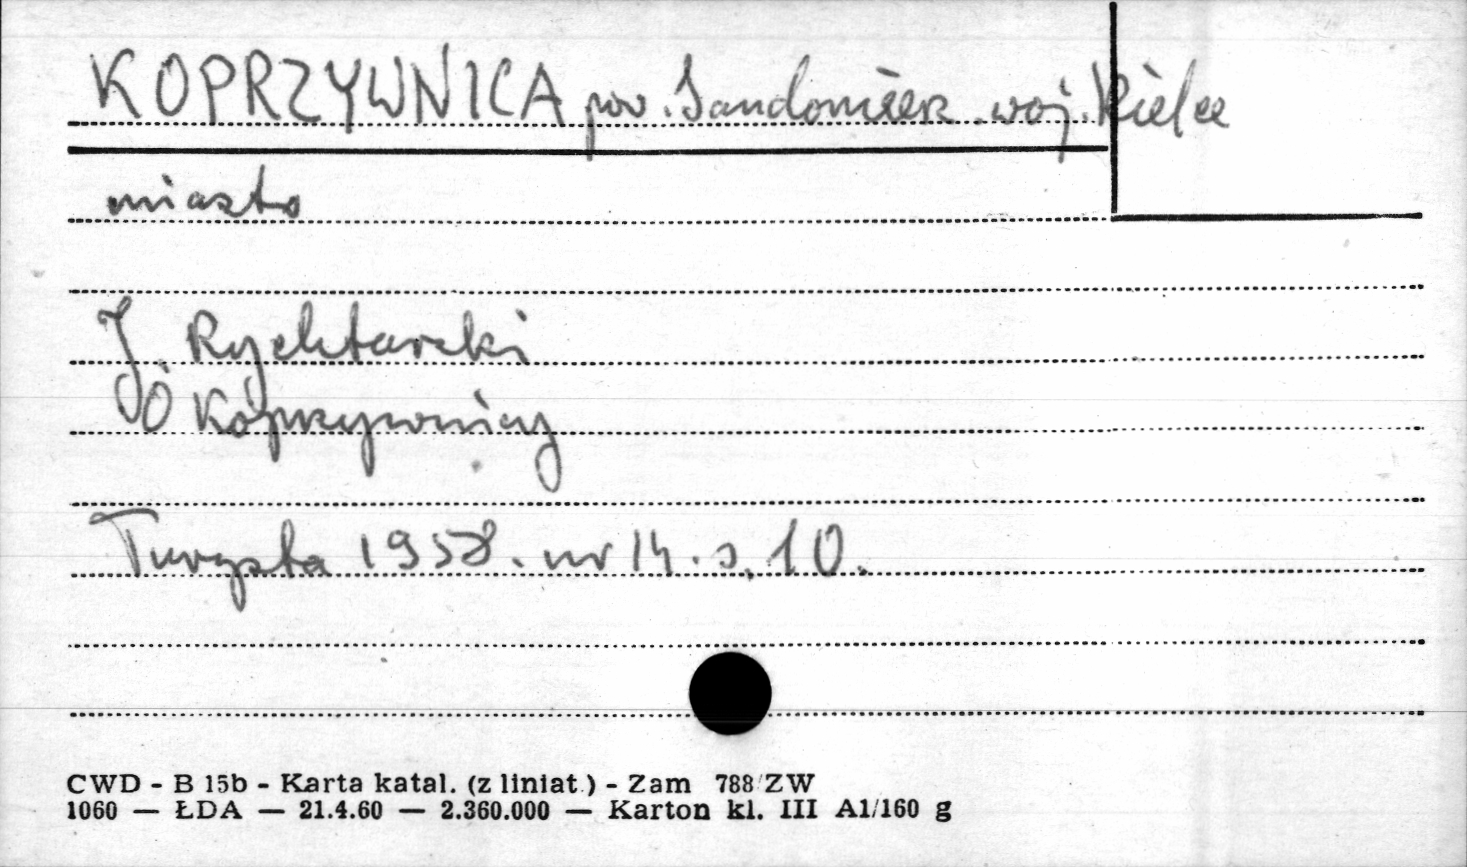 KOPRZYWNICA pow. Sandomierz woj. Kielce
miasto
J. Rychtarski
O Koprzywnicy
Turysta 1958. nr 14. s. 10.
CWD - B 15b - Karta katal. (z liniat.) - Zam 788/ZW
1060 — ŁDA — 21.4.60 — 2.360.000 — Karton kl. III A1/160 g